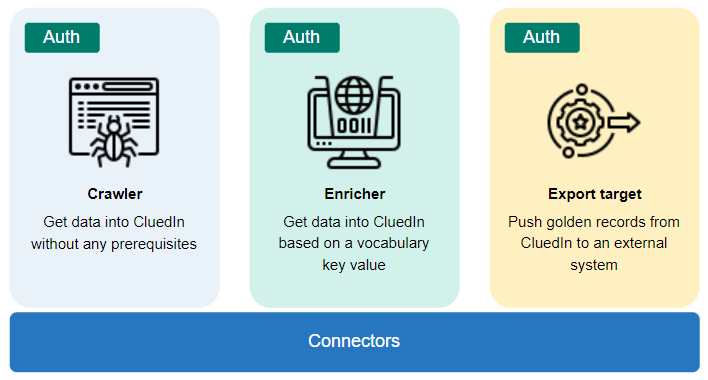 Auth
Crawler
Get data into CluedIn
without any prerequisites
Auth
0011
Enricher
Get data into CluedIn
based on a vocabulary
key value
Auth
Export target
Push golden records from
CluedIn to an external
system
Connectors